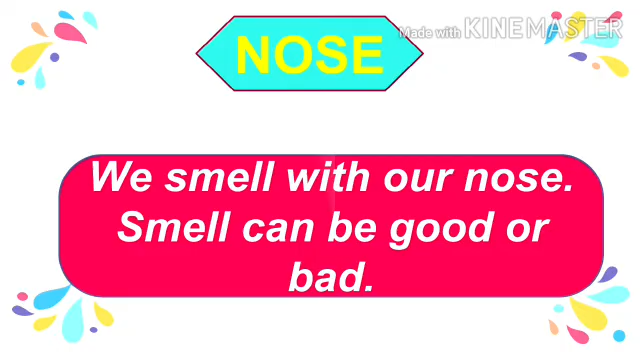 Made with KINEMASTER
NOSE
We smell with our nose.
Smell can be good or
bad.